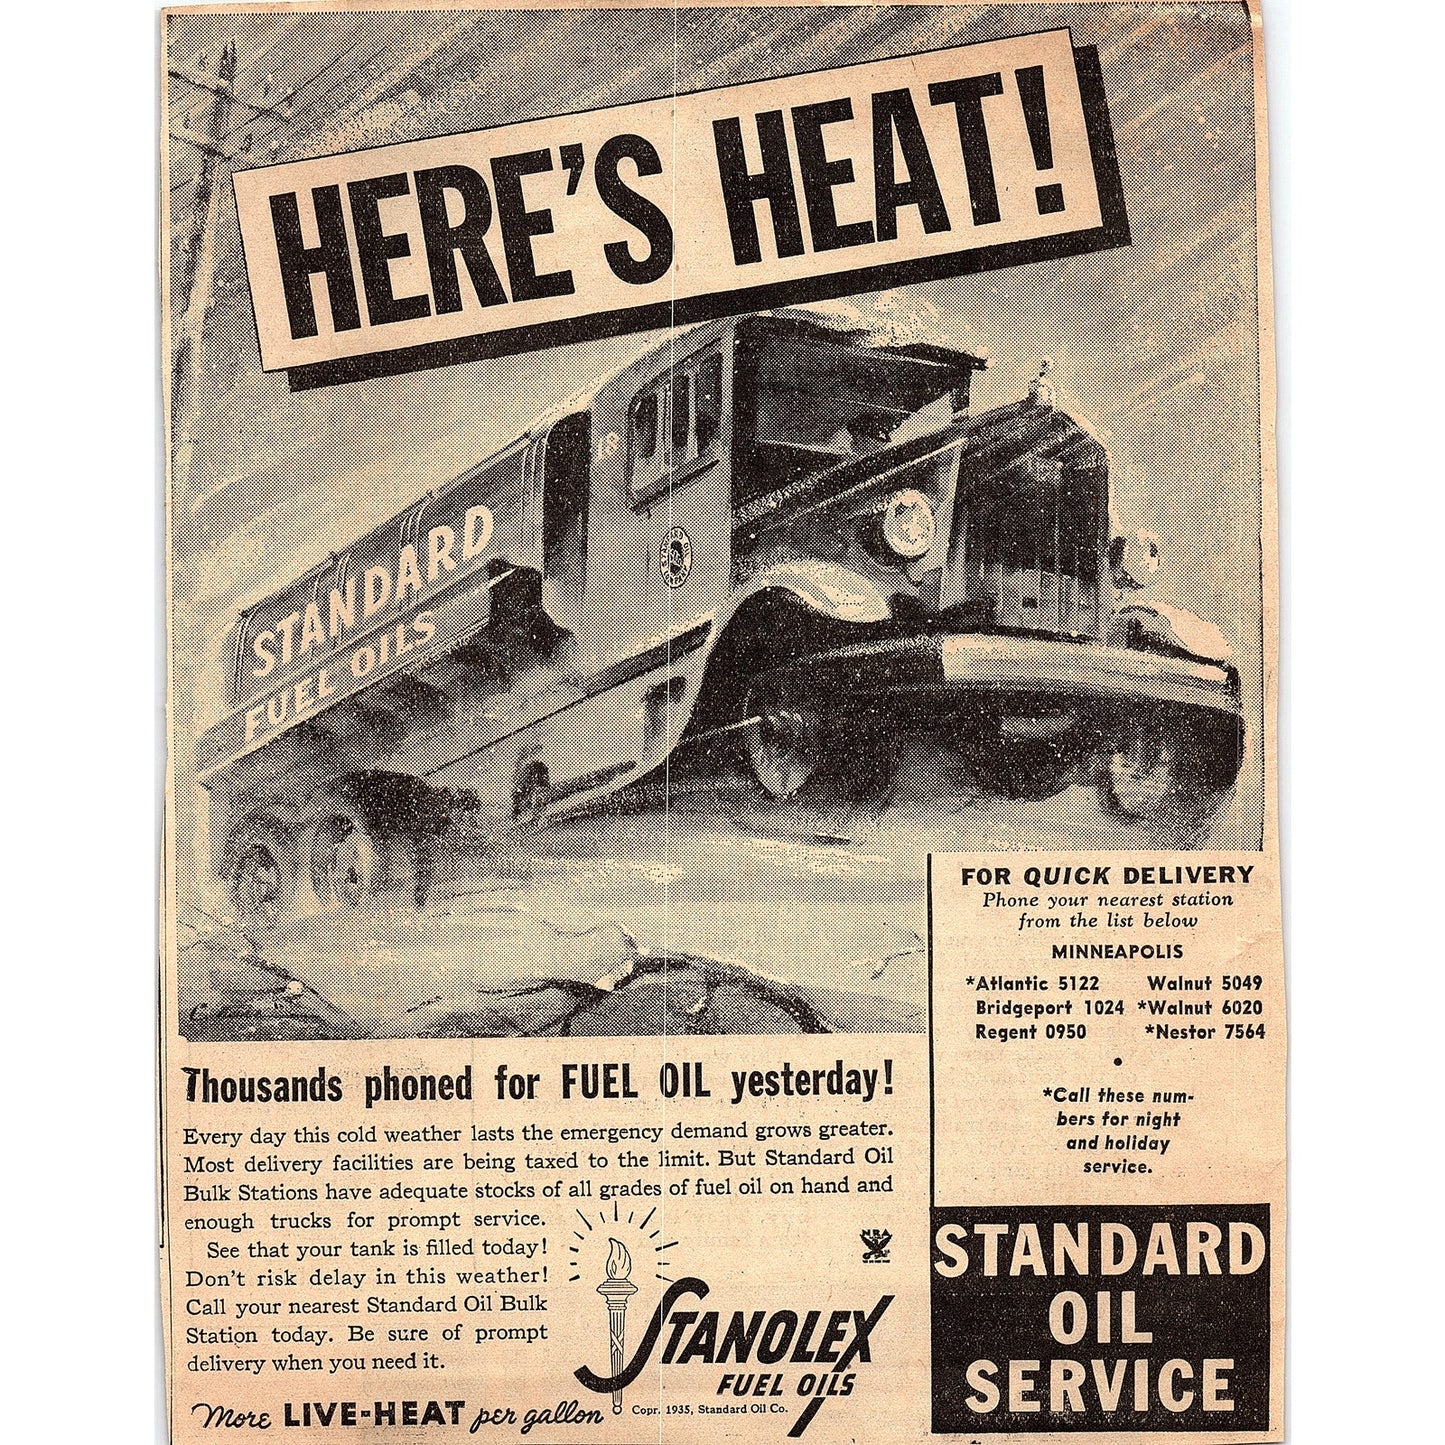 HERE'S HEAT!
18
STANDARD OIL
COMPANY
STANDARD
FUEL OILS
Thousands phoned for FUEL OIL yesterday!
Every day this cold weather lasts the emergency demand grows greater.
Most delivery facilities are being taxed to the limit. But Standard Oil
Bulk Stations have adequate stocks of all grades of fuel oil on hand and
enough trucks for prompt service.
See that your tank is filled today!
Don't risk delay in this weather!
Call your nearest Standard Oil Bulk
Station today. Be sure of prompt
delivery when you need it.
More LIVE-HEAT per gallon
NRA
STANOLEX
FUEL OILS
Copr. 1935, Standard Oil Co.
FOR QUICK DELIVERY
Phone your nearest station
from the list below
MINNEAPOLIS
*Atlantic 5122 Walnut 5049
Bridgeport 1024 *Walnut 6020
Regent 0950 *Nestor 7564
•
*Call these num-
bers for night
and holiday
service.
STANDARD
OIL
SERVICE